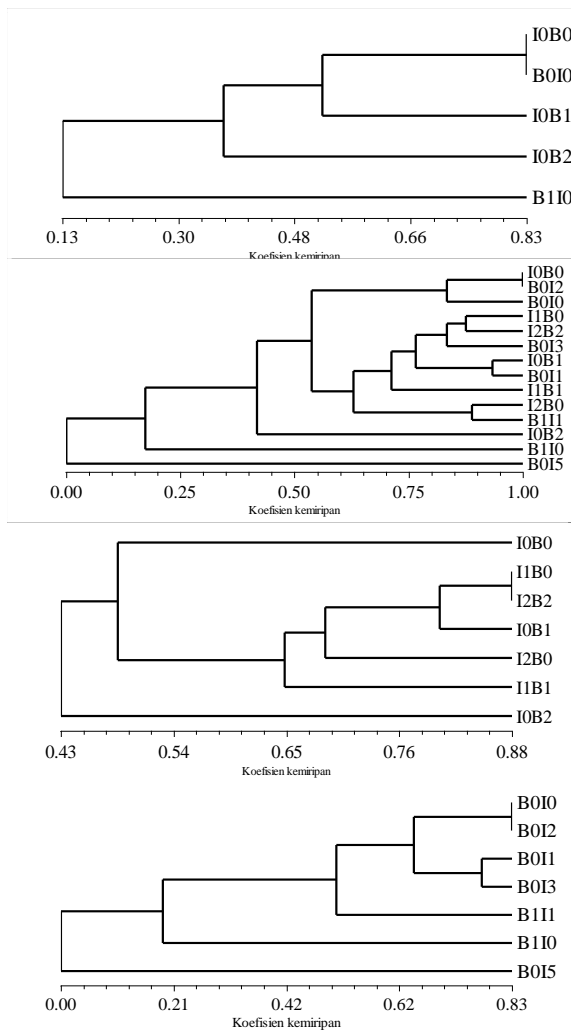 I0B0
B0I0
I0B1
I0B2
B1I0
0.13 0.30 0.48 0.66 0.83
Koefisien kemiripan
I0B0
B0I2
B0I0
I1B0
I2B2
B0I3
I0B1
B0I1
I1B1
I2B0
B1I1
I0B2
B1I0
B0I5
0.00 0.25 0.50 0.75 1.00
Koefisien kemiripan
I0B0
I1B0
I2B2
I0B1
I2B0
I1B1
I0B2
0.43 0.54 0.65 0.76 0.88
Koefisien kemiripan
B0I0
B0I2
B0I1
B0I3
B1I1
B1I0
B0I5
0.00 0.21 0.42 0.62 0.83
Koefisien kemiripan